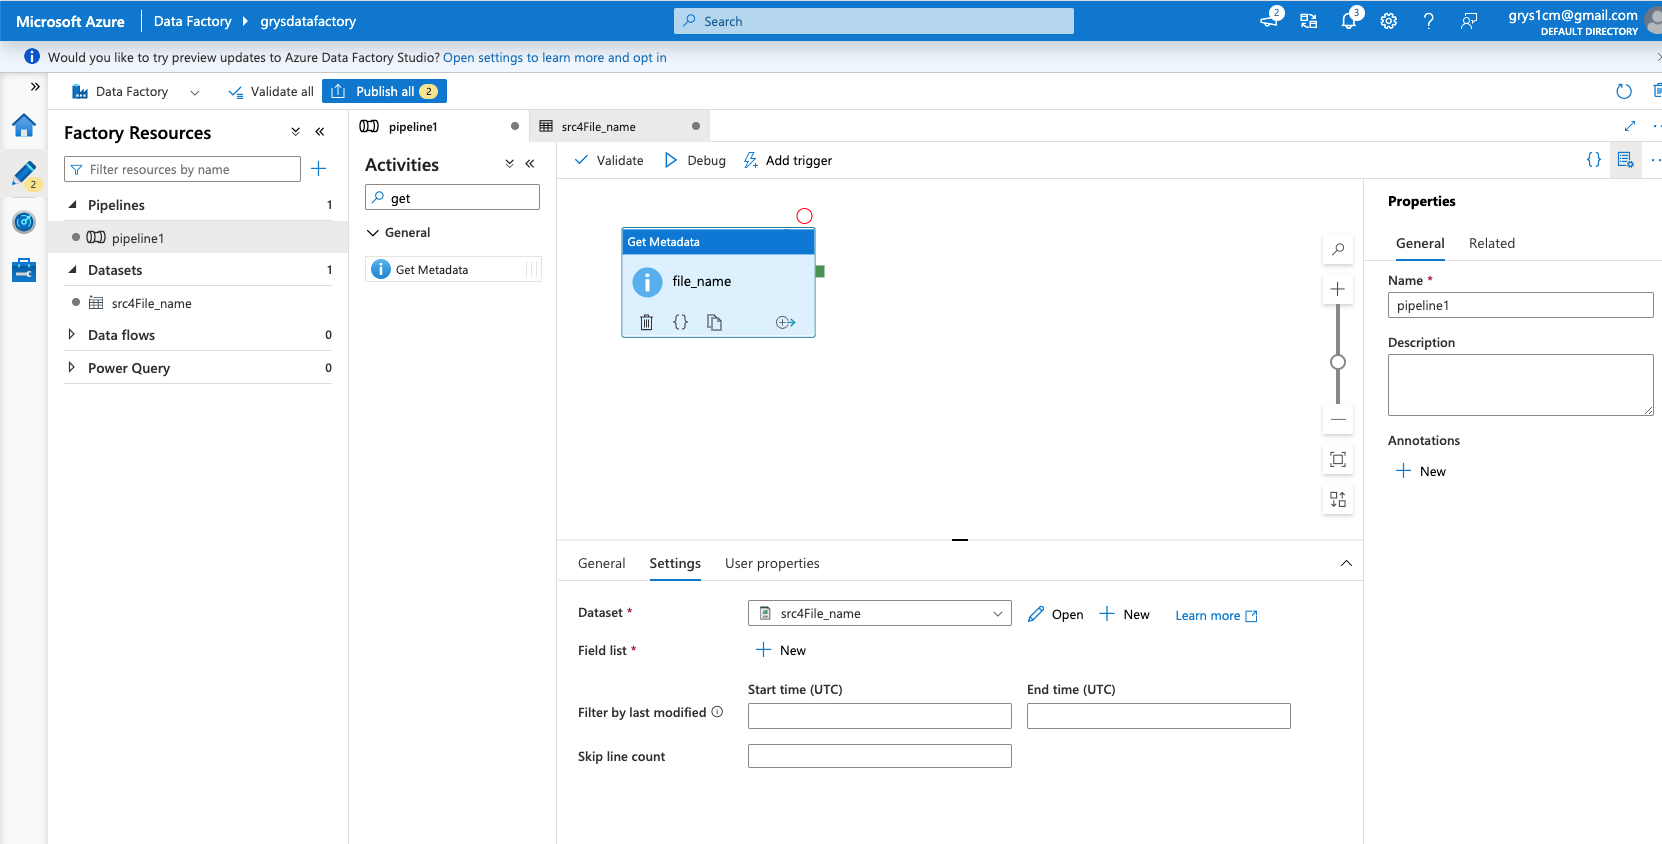 Microsoft Azure Data Factory grysdatafactory Search 2 3 grys1cm@gmail.com
DEFAULT DIRECTORY
Would you like to try preview updates to Azure Data Factory Studio? Open settings to learn more and opt in
Data Factory Validate all Publish all 2
Factory Resources
Filter resources by name
2
Pipelines 1
pipeline1
Datasets 1
src4File_name
Data flows 0
Power Query 0
pipeline1 src4File_name
Activities
get
General
Get Metadata
Validate Debug Add trigger
Get Metadata
file_name
Properties
General Related
Name *
pipeline1
Description
Annotations
New
General Settings User properties
Dataset * src4File_name Open New Learn more
Field list * New
Start time (UTC) End time (UTC)
Filter by last modified
Skip line count